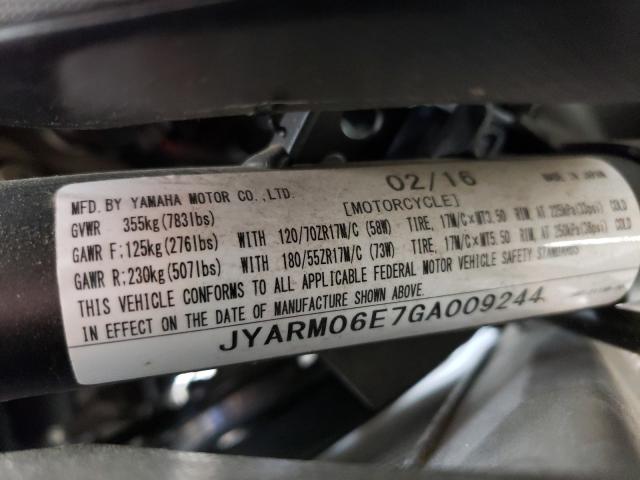 MFD. BY YAMAHA MOTOR CO.,LTD. 02/16 MADE IN JAPAN
GVWR 355kg(783lbs) [MOTORCYCLE]
GAWR F:125kg(276lbs) WITH 120/70ZR17M/C (58W) TIRE, 17M/C×MT3.50 RIM, AT 225kPa(33psi) COLD
GAWR R:230kg(507lbs) WITH 180/55ZR17M/C (73W) TIRE, 17M/C×MT5.50 RIM, AT 250kPa(36psi) COLD
THIS VEHICLE CONFORMS TO ALL APPLICABLE FEDERAL MOTOR VEHICLE SAFETY STANDARDS
IN EFFECT ON THE DATE OF MANUFACTURE SHOWN ABOVE.
JYARM06E7GA009244